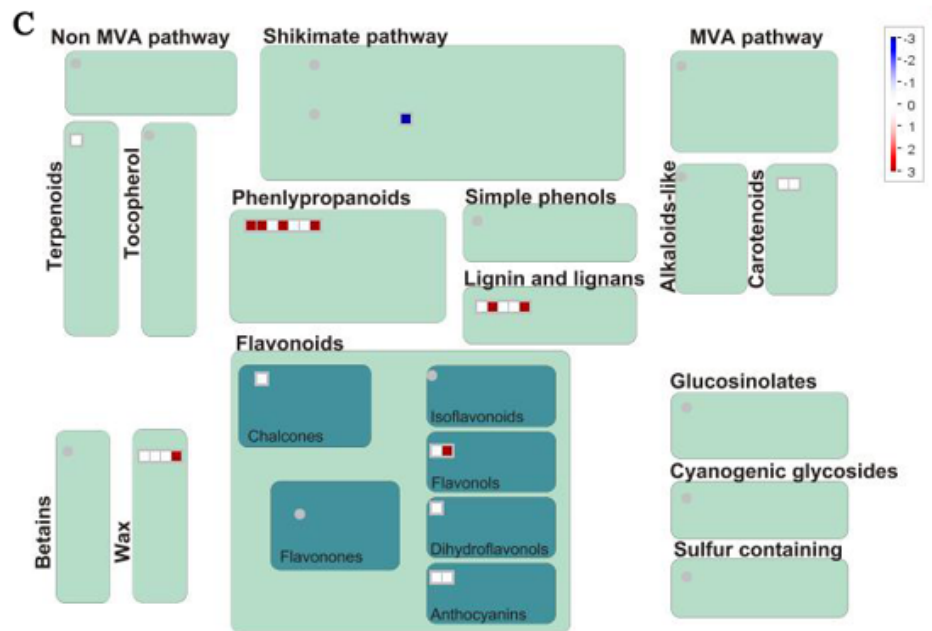 C
Non MVA pathway
Shikimate pathway
MVA pathway
-3
-2
-1
0
1
2
3
Terpenoids
Tocopherol
Phenlypropanoids
Simple phenols
Alkaloids-like
Carotenoids
Lignin and lignans
Flavonoids
Chalcones
Isoflavonoids
Flavonols
Flavonones
Dihydroflavonols
Anthocyanins
Glucosinolates
Cyanogenic glycosides
Sulfur containing
Betains
Wax